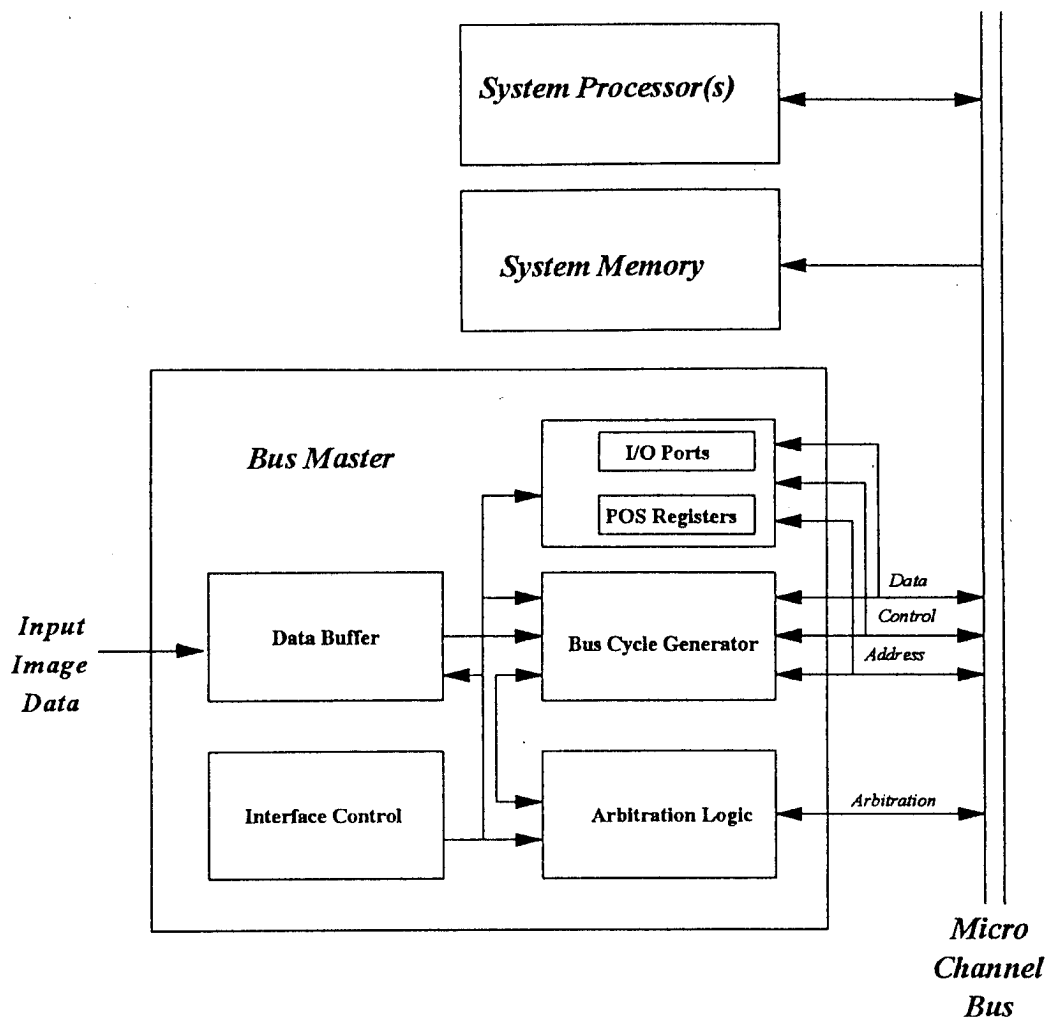 System Processor(s)
System Memory
Bus Master
I/O Ports
POS Registers
Data
Control
Address
Input
Image
Data
Data Buffer
Bus Cycle Generator
Interface Control
Arbitration Logic
Arbitration
Micro
Channel
Bus